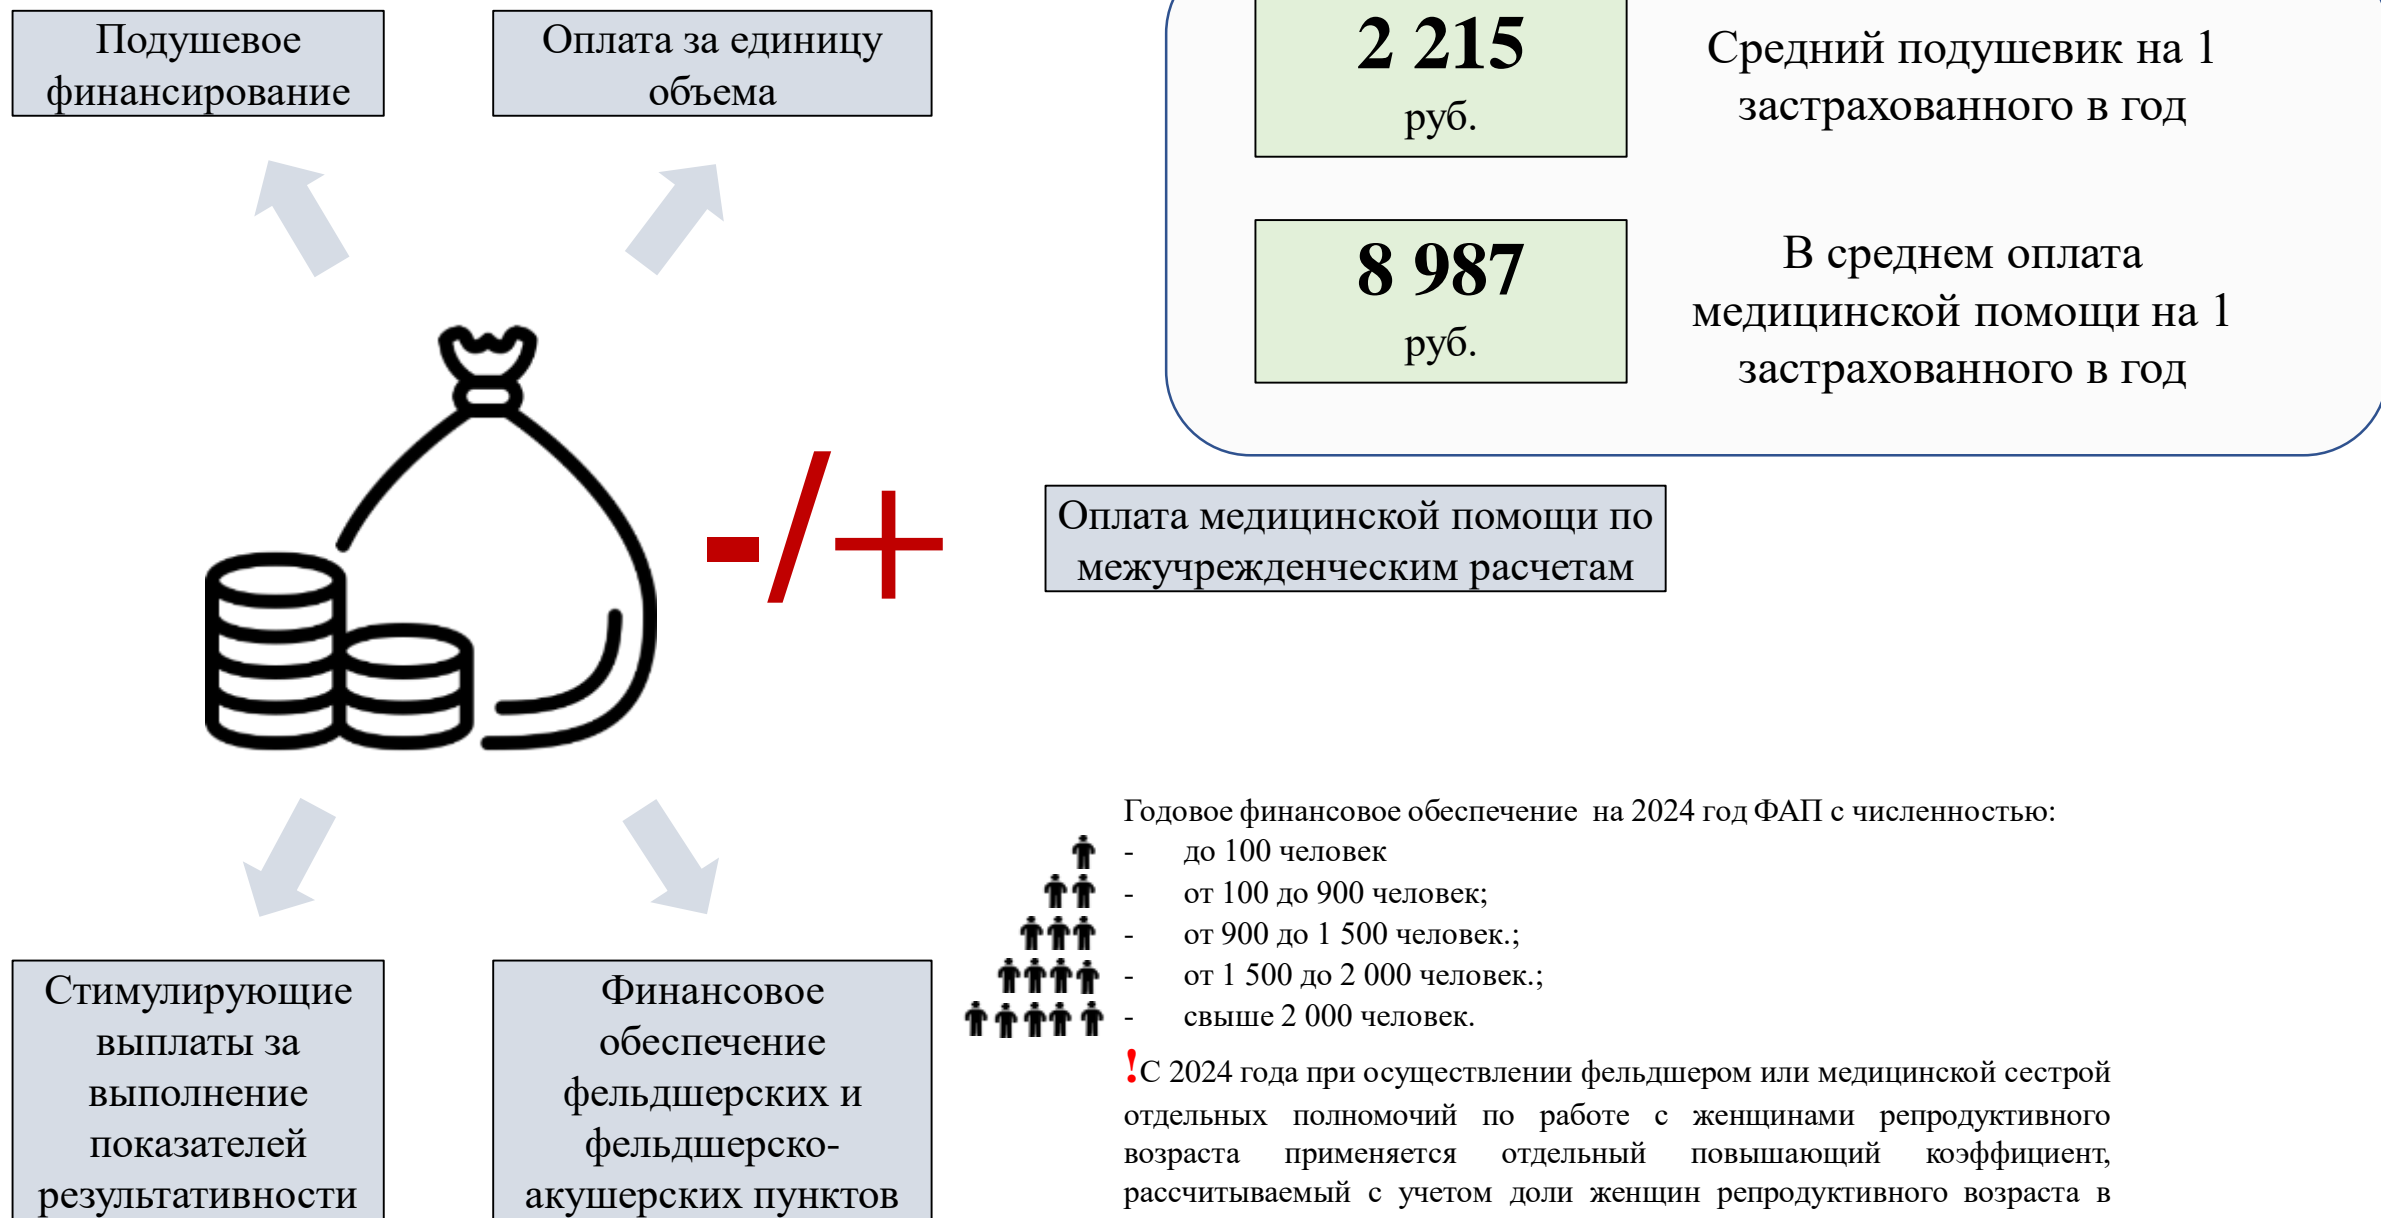 Подушевое
финансирование
Оплата за единицу
объема
2 215
руб.
Средний подушевик на 1
застрахованного в год
8 987
руб.
В среднем оплата
медицинской помощи на 1
застрахованного в год
-/+
Оплата медицинской помощи по
межучрежденческим расчетам
Годовое финансовое обеспечение на 2024 год ФАП с численностью:
- до 100 человек
- от 100 до 900 человек;
- от 900 до 1 500 человек.;
- от 1 500 до 2 000 человек.;
- свыше 2 000 человек.
!С 2024 года при осуществлении фельдшером или медицинской сестрой
отдельных полномочий по работе с женщинами репродуктивного
возраста применяется отдельный повышающий коэффициент,
рассчитываемый с учетом доли женщин репродуктивного возраста в
Стимулирующие
выплаты за
выполнение
показателей
результативности
Финансовое
обеспечение
фельдшерских и
фельдшерско-
акушерских пунктов